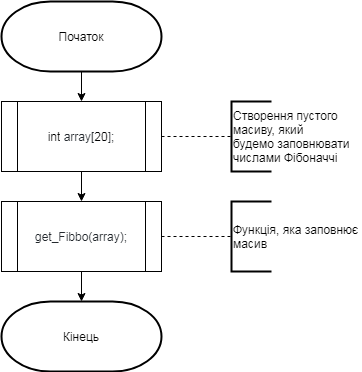 Початок
int array[20];
Створення пустого
масиву, який
будемо заповнювати
числами Фібоначчі
get_Fibbo(array);
Функція, яка заповнює
масив
Кінець